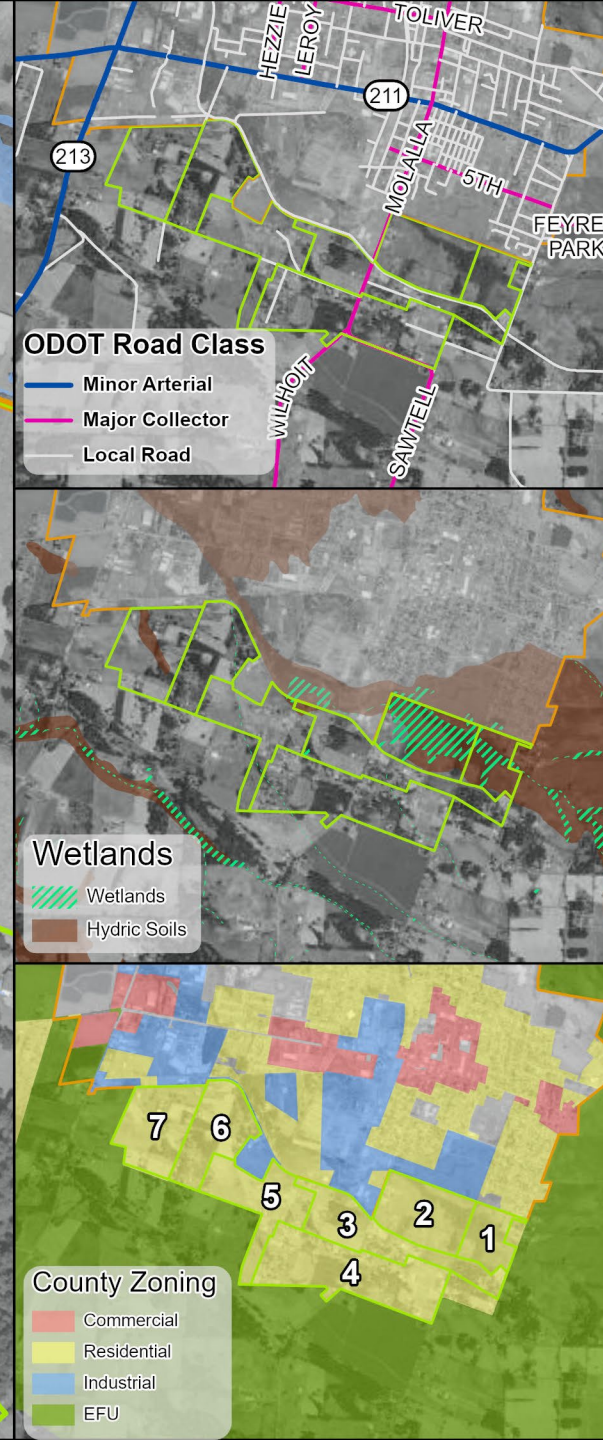 HEZZIE
LEROY
TOLIVER
211
213
MOLALLA
5TH
FEYRE
PARK
ODOT Road Class
Minor Arterial
Major Collector
Local Road
WILHOIT
SAWTELL
Wetlands
Wetlands
Hydric Soils
7
6
5
3
2
1
4
County Zoning
Commercial
Residential
Industrial
EFU